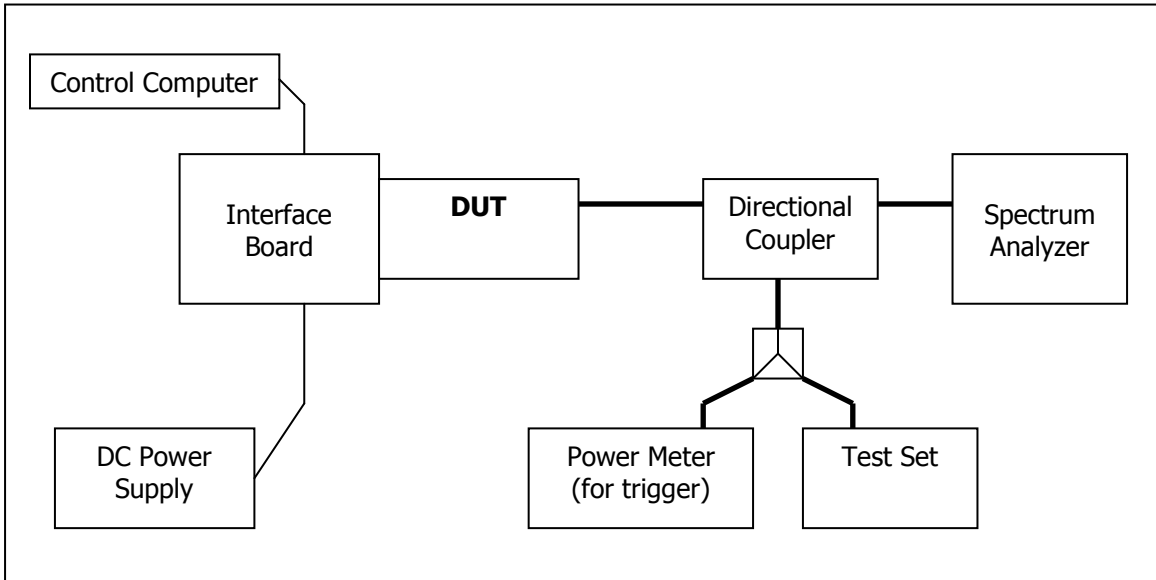 Control Computer
Interface
Board
DUT
Directional
Coupler
Spectrum
Analyzer
DC Power
Supply
Power Meter
(for trigger)
Test Set